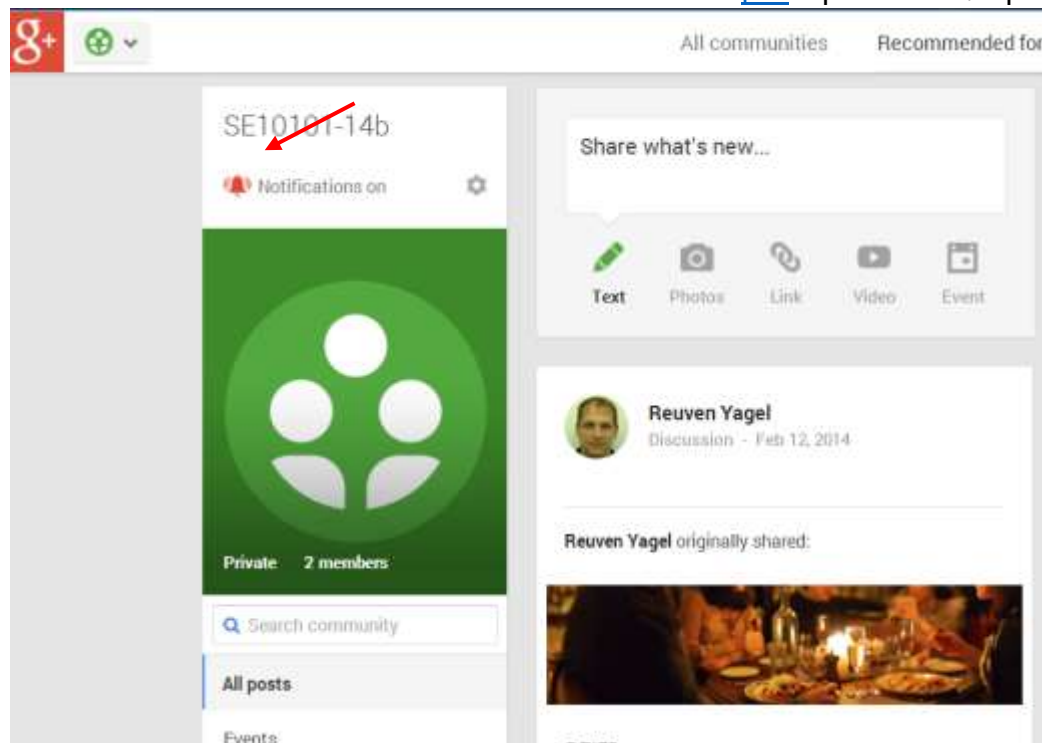 g+
All communities Recommended for
SE10101-14b
Notifications on
Share what's new...
Text Photos Link Video Event
Private 2 members
Search community
All posts
Events
Reuven Yagel
Discussion - Feb 12, 2014
Reuven Yagel originally shared: